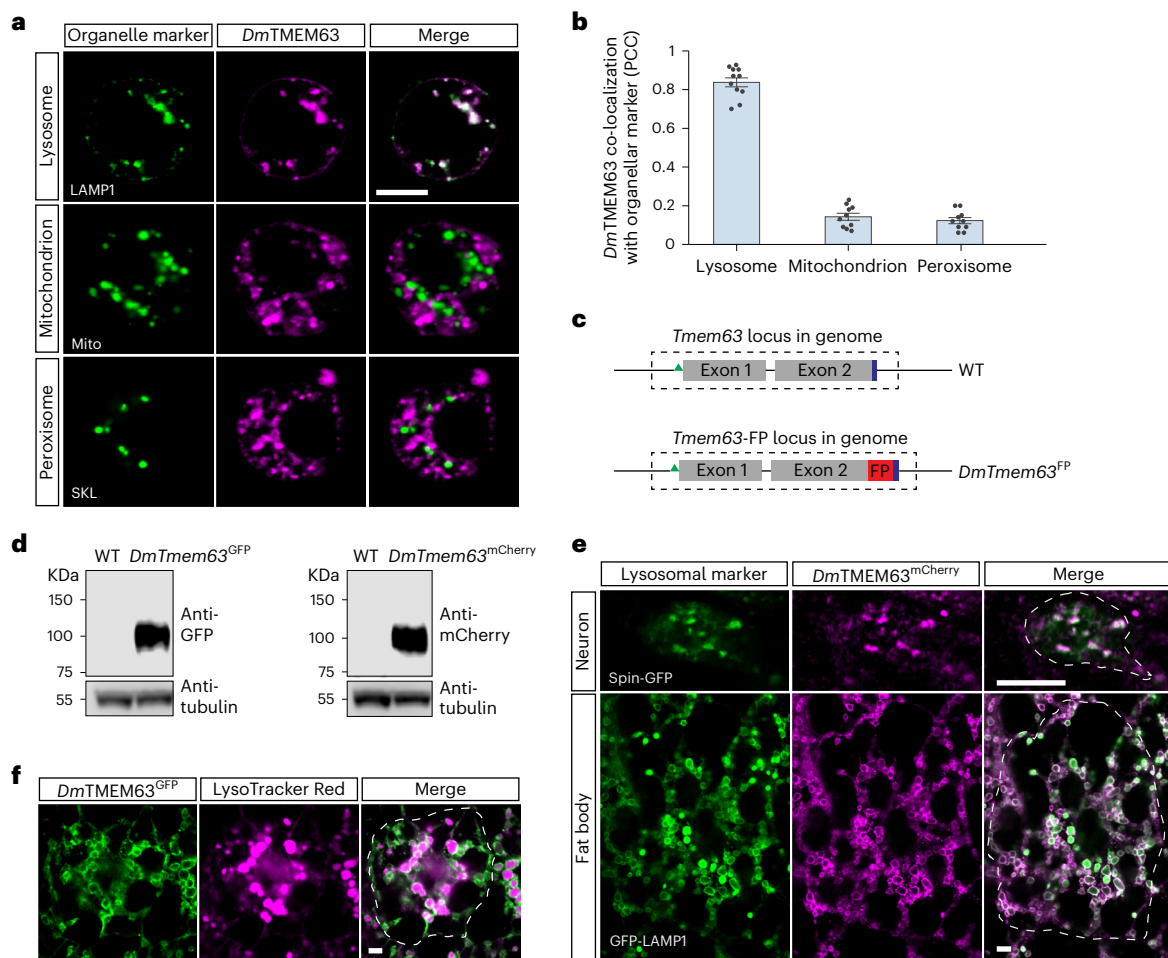 a
Organelle marker
DmTMEM63
Merge
Lysosome
LAMP1
Mitochondrion
Mito
Peroxisome
SKL
b
DmTMEM63 co-localization
with organellar marker (PCC)
1
0.8
0.6
0.4
0.2
0
Lysosome
Mitochondrion
Peroxisome
c
Tmem63 locus in genome
Exon 1
Exon 2
WT
Tmem63-FP locus in genome
Exon 1
Exon 2
FP
DmTmem63FP
d
WT DmTmem63GFP
KDa
150
100
75
55
Anti-
GFP
Anti-
tubulin
WT DmTmem63mCherry
KDa
150
100
75
55
Anti-
mCherry
Anti-
tubulin
e
Lysosomal marker
DmTMEM63mCherry
Merge
Neuron
Spin-GFP
Fat body
GFP-LAMP1
f
DmTMEM63GFP
LysoTracker Red
Merge